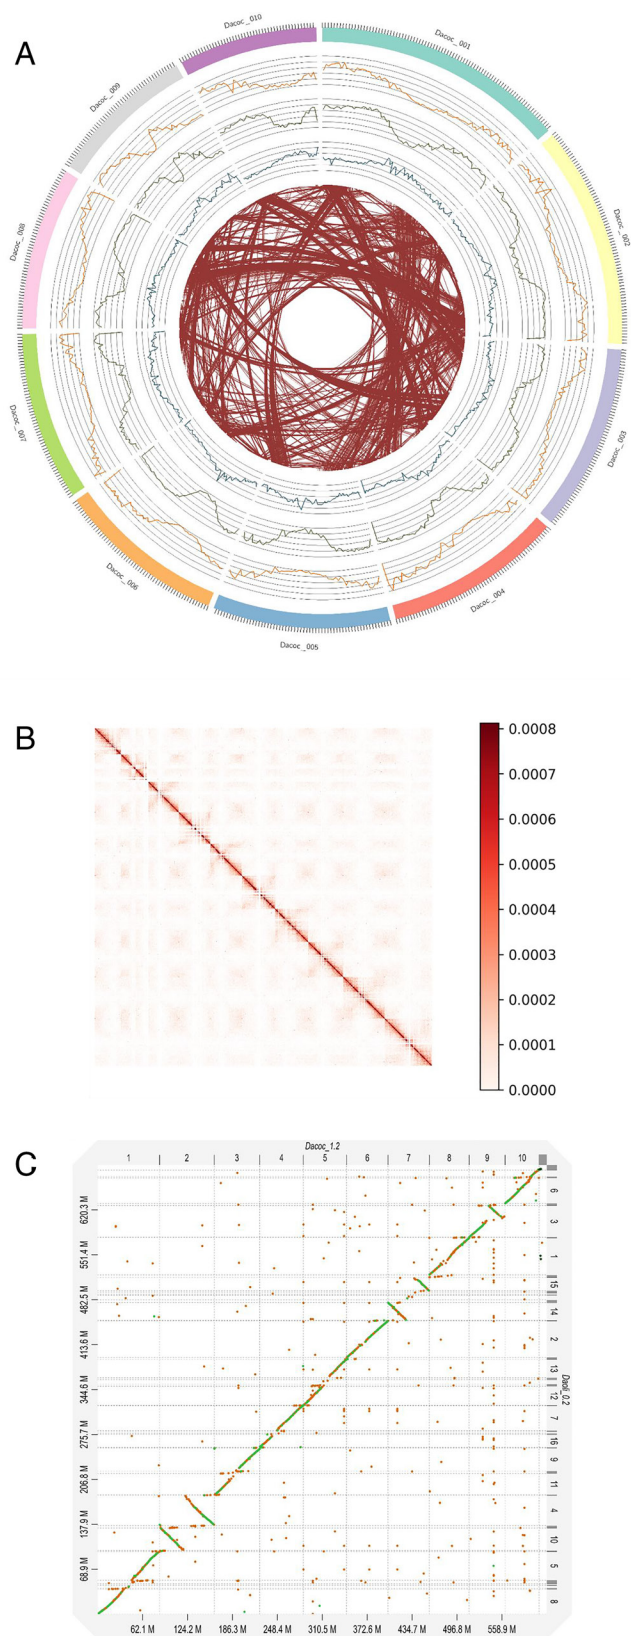 A
Dacoc_010
Dacoc_001
Dacoc_009
Dacoc_002
Dacoc_008
Dacoc_007
Dacoc_003
Dacoc_006
Dacoc_004
Dacoc_005
B
0.0008
0.0007
0.0006
0.0005
0.0004
0.0003
0.0002
0.0001
0.0000
C
Dacoc_1.2
1 2 3 4 5 6 7 8 9 10
620.3 M
551.4 M
482.5 M
413.6 M
344.6 M
275.7 M
206.8 M
137.9 M
68.9 M
6
3
1
15
14
2
13
12
7
16
9
11
4
10
5
8
62.1 M 124.2 M 186.3 M 248.4 M 310.5 M 372.6 M 434.7 M 496.8 M 558.9 M